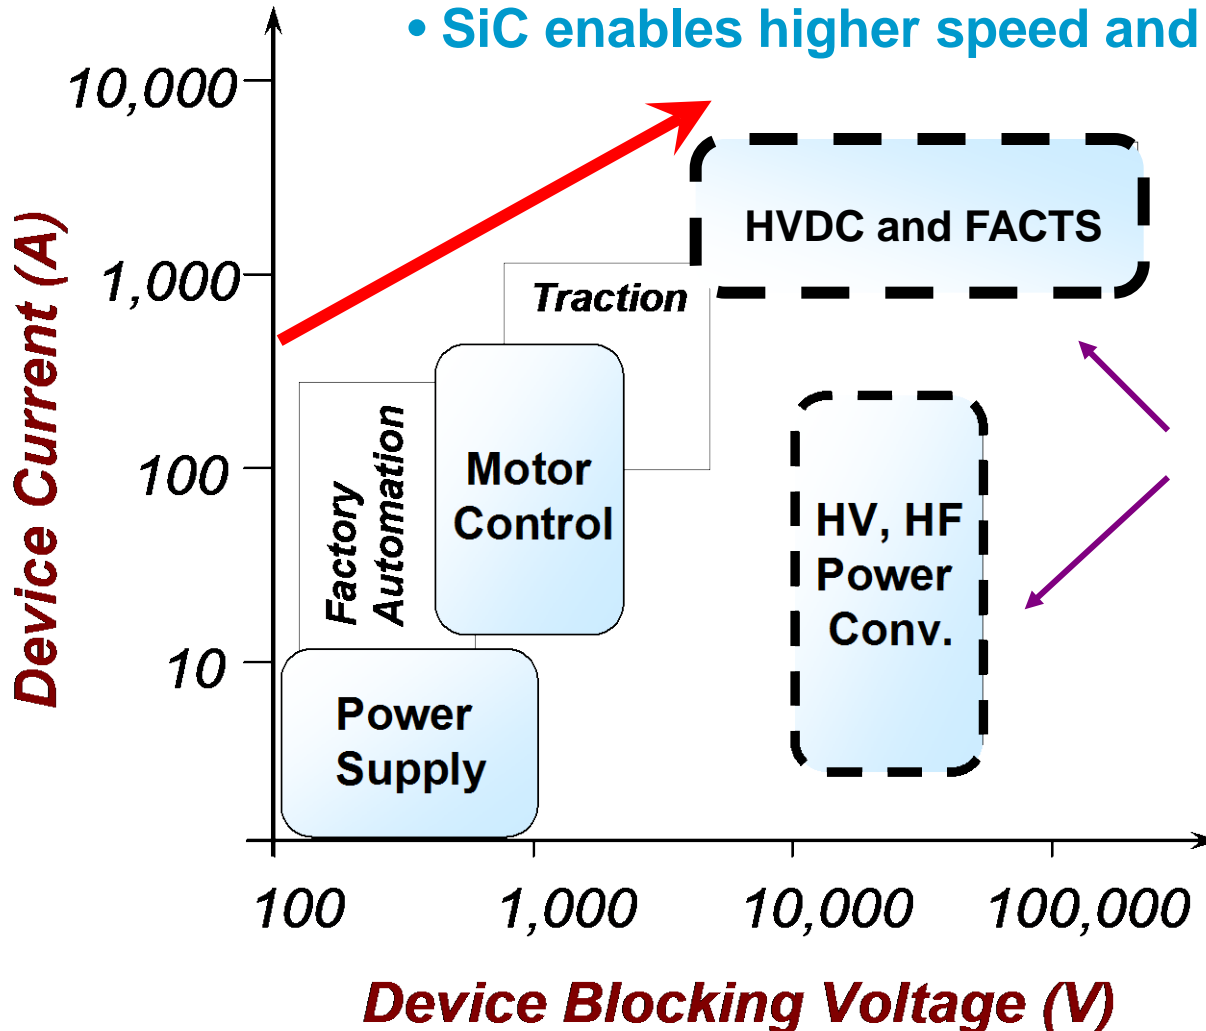 • SiC enables higher speed and
10,000
1,000
100
10
Device Current (A)
HVDC and FACTS
Traction
Factory
Automation
Motor
Control
HV, HF
Power
Conv.
Power
Supply
100
1,000
10,000
100,000
Device Blocking Voltage (V)